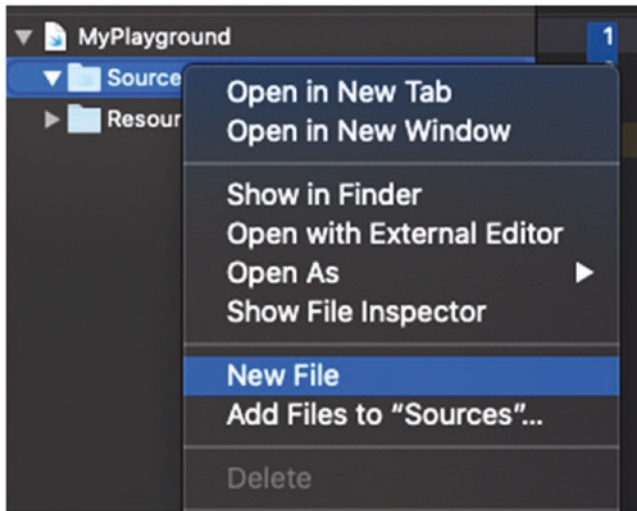 MyPlayground
1
Source
Resour
Open in New Tab
Open in New Window
Show in Finder
Open with External Editor
Open As
Show File Inspector
New File
Add Files to “Sources”...
Delete